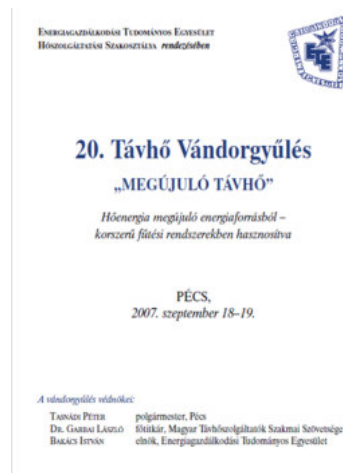 ENERGIAGAZDÁLKODÁSI TUDOMÁNYOS EGYESÜLET
HŐSZOLGÁLTATÁSI SZAKOSZTÁLYA rendezésében
ETE
20. Távhő Vándorgyűlés
„MEGÚJULÓ TÁVHŐ”
Hőenergia megújuló energiaforrásból –
korszerű fűtési rendszerekben hasznosítva
PÉCS,
2007. szeptember 18–19.
A vándorgyűlés védnökei:
TASNÁDI PÉTER polgármester, Pécs
DR. GARBAI LÁSZLÓ főtitkár, Magyar Távhőszolgáltatók Szakmai Szövetsége
BAKÁCS ISTVÁN elnök, Energiagazdálkodási Tudományos Egyesület